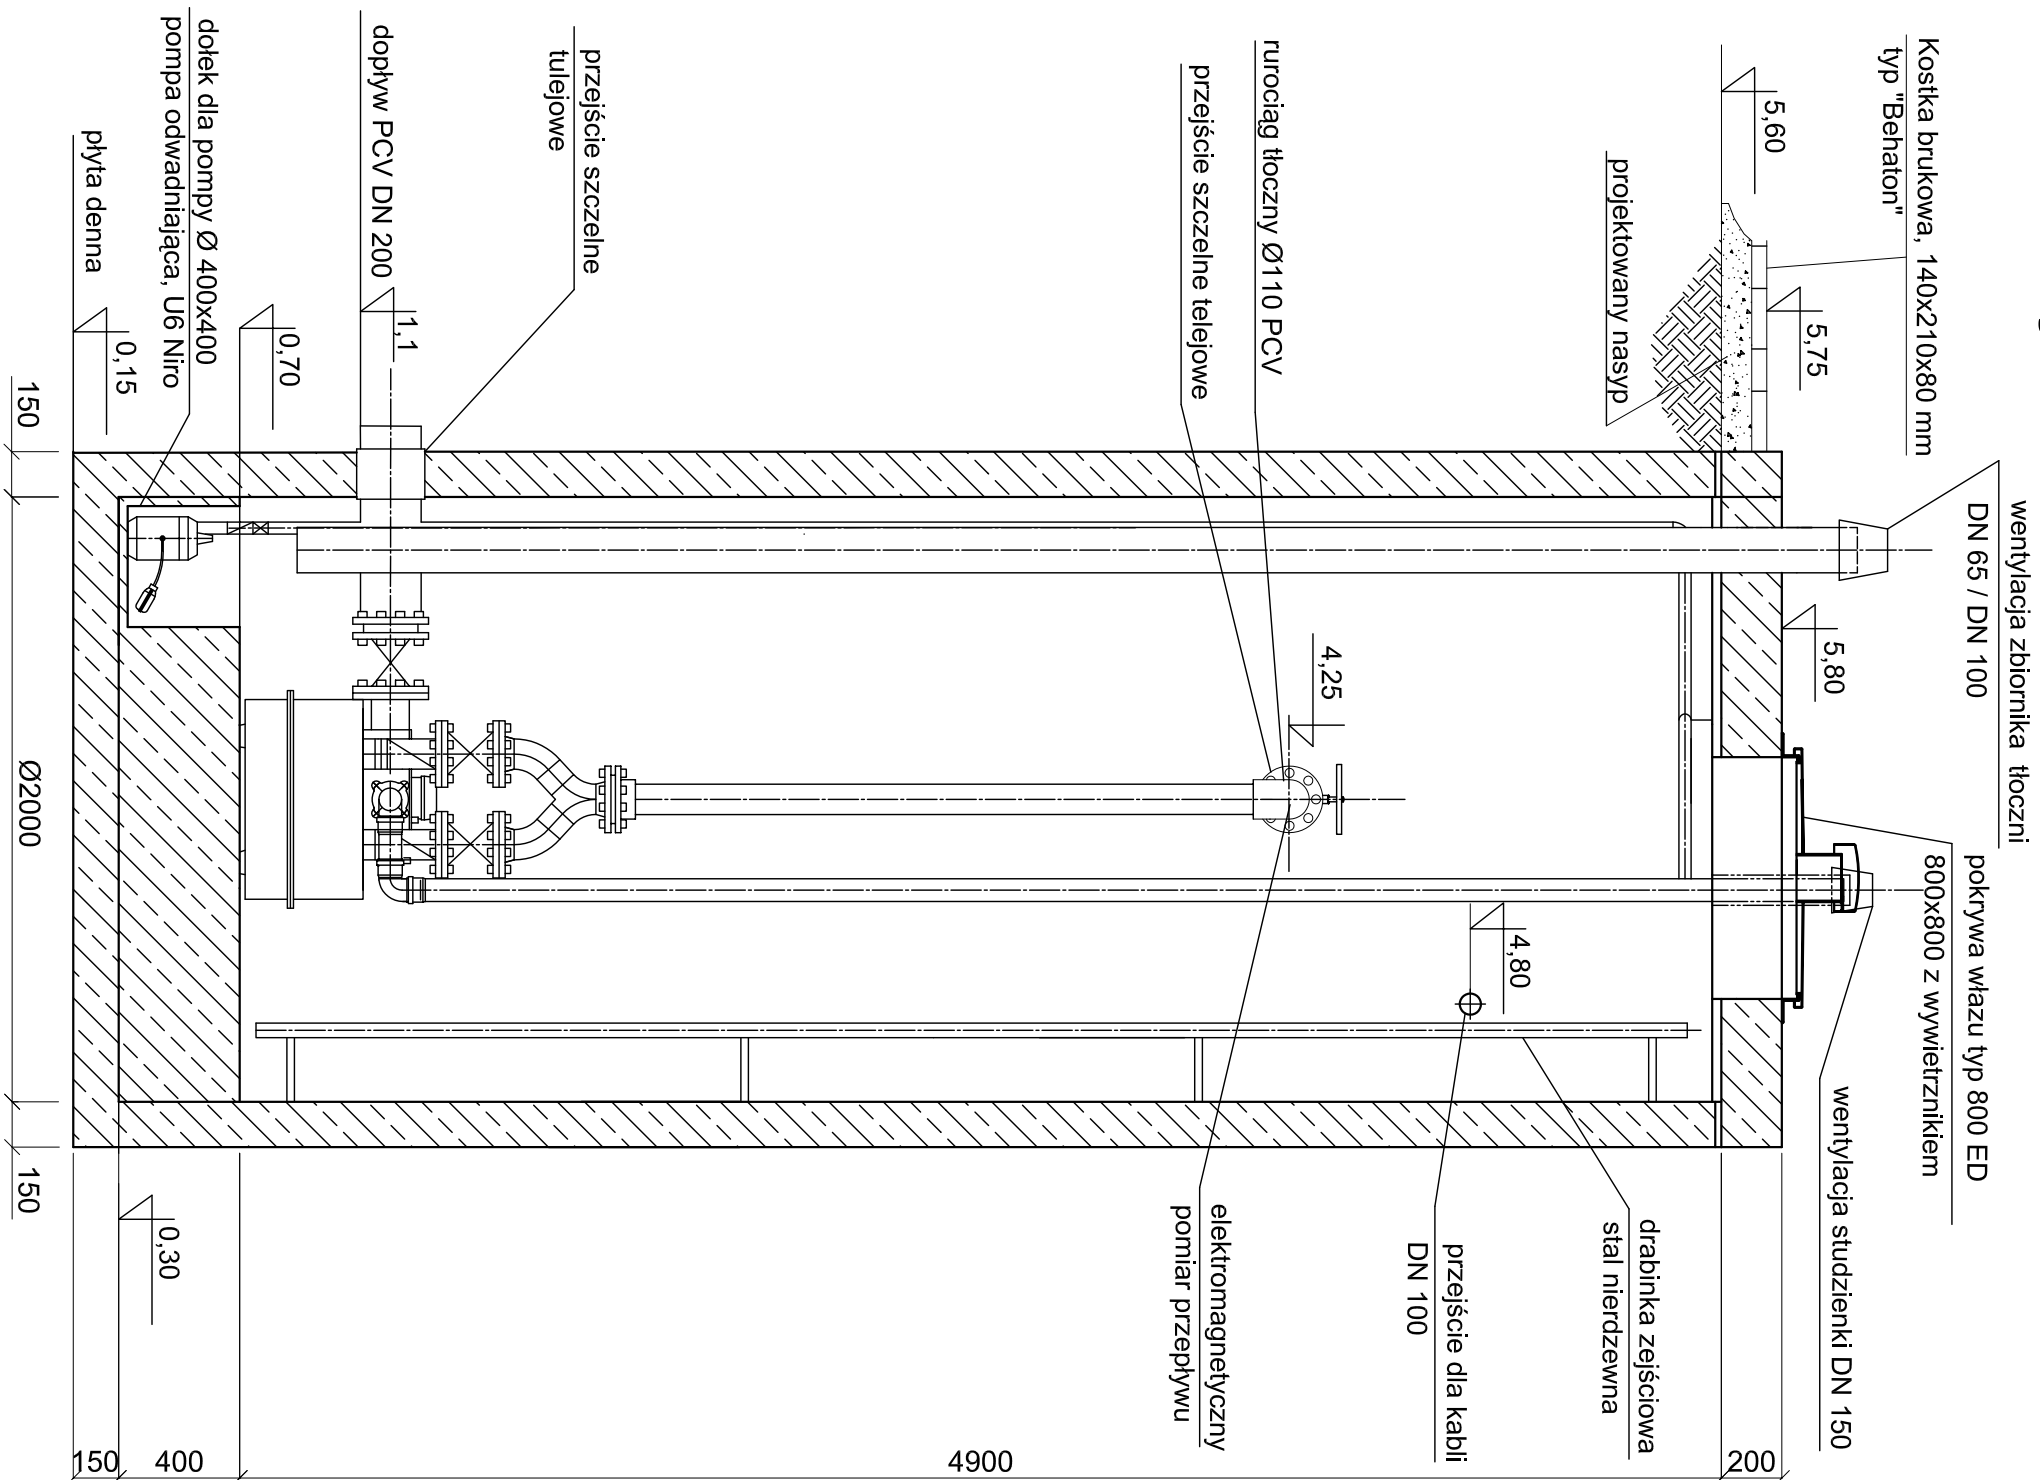 Kostka brukowa, 140x210x80 mm
typ "Behaton"
5,60
5,75
projektowany nasyp
rurociąg tłoczny Ø110 PCV
przejście szczelne telejowe
przejście szczelne
tulejowe
dopływ PCV DN 200
1,1
dołek dla pompy Ø 400x400
pompa odwadniająca, U6 Niro
0,70
płyta denna
0,15
wentylacja zbiornika tłoczni
DN 65 / DN 100
5,80
4,25
pokrywa włazu typ 800 ED
800x800 z wywietrznikiem
wentylacja studzienki DN 150
4,80
drabinka zejściowa
stal nierdzewna
przejście dla kabli
DN 100
elektromagnetyczny
pomiar przepływu
0,30
150
Ø2000
150
200
4900
400
150